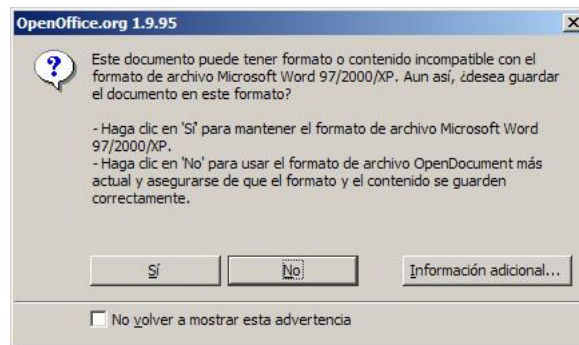 OpenOffice.org 1.9.95
Este documento puede tener formato o contenido incompatible con el
formato de archivo Microsoft Word 97/2000/XP. Aun así, ¿desea guardar
el documento en este formato?
- Haga clic en 'Sí' para mantener el formato de archivo Microsoft Word
97/2000/XP.
- Haga clic en 'No' para usar el formato de archivo OpenDocument más
actual y asegurarse de que el formato y el contenido se guarden
correctamente.
Sí
No
Información adicional...
No volver a mostrar esta advertencia